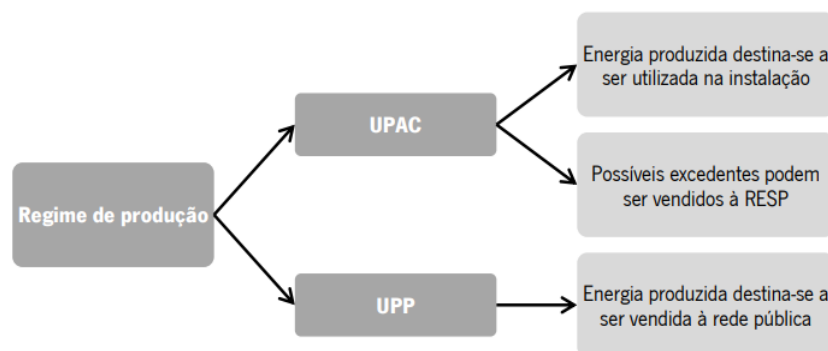 Regime de produção
UPAC
Energia produzida destina-se a
ser utilizada na instalação
Possíveis excedentes podem
ser vendidos à RESP
UPP
Energia produzida destina-se a
ser vendida à rede pública